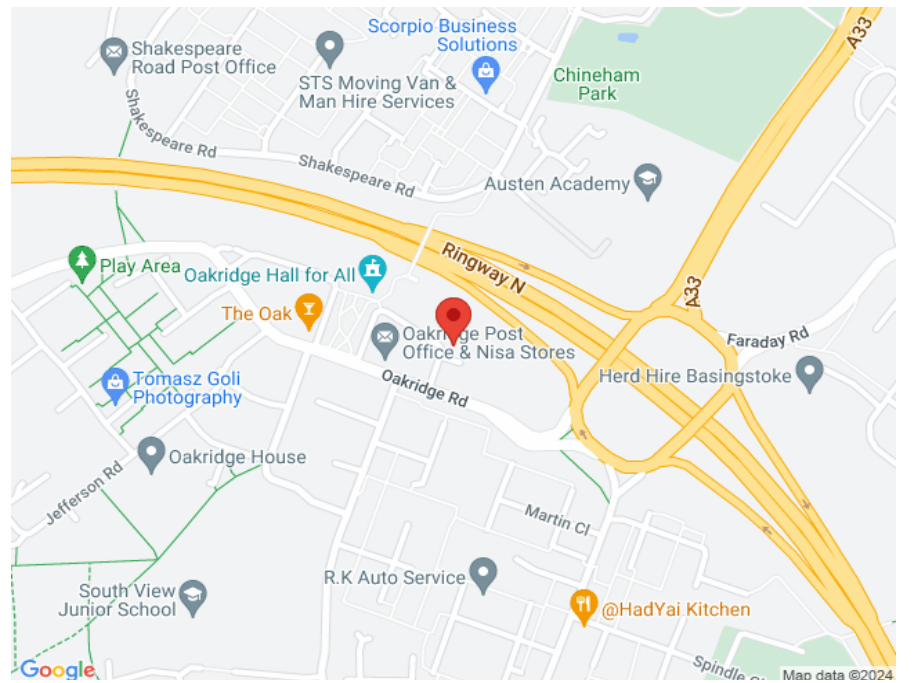 Scorpio Business
Solutions
A33
Shakespeare
Road Post Office
STS Moving Van &
Man Hire Services
Chineham
Park
Shakespeare Rd
Shakespeare Rd
Austen Academy
Ringway N
Play Area
Oakridge Hall for All
A33
The Oak
Oakridge Post
Office & Nisa Stores
Faraday Rd
Herd Hire Basingstoke
Tomasz Goli
Photography
Oakridge Rd
Oakridge House
Jefferson Rd
Martin Cl
R.K Auto Service
South View
Junior School
@HadYai Kitchen
Spindle
Google
Map data ©2024